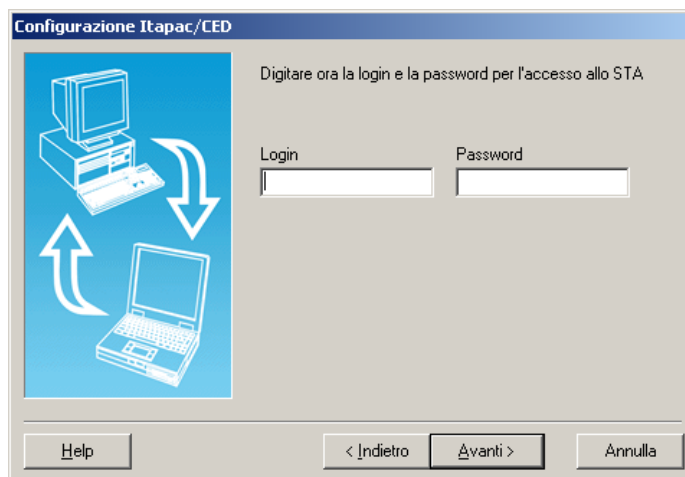 Configurazione Itapac/CED
Digitare ora la login e la password per l'accesso allo STA
Login Password
Help < Indietro Avanti > Annulla